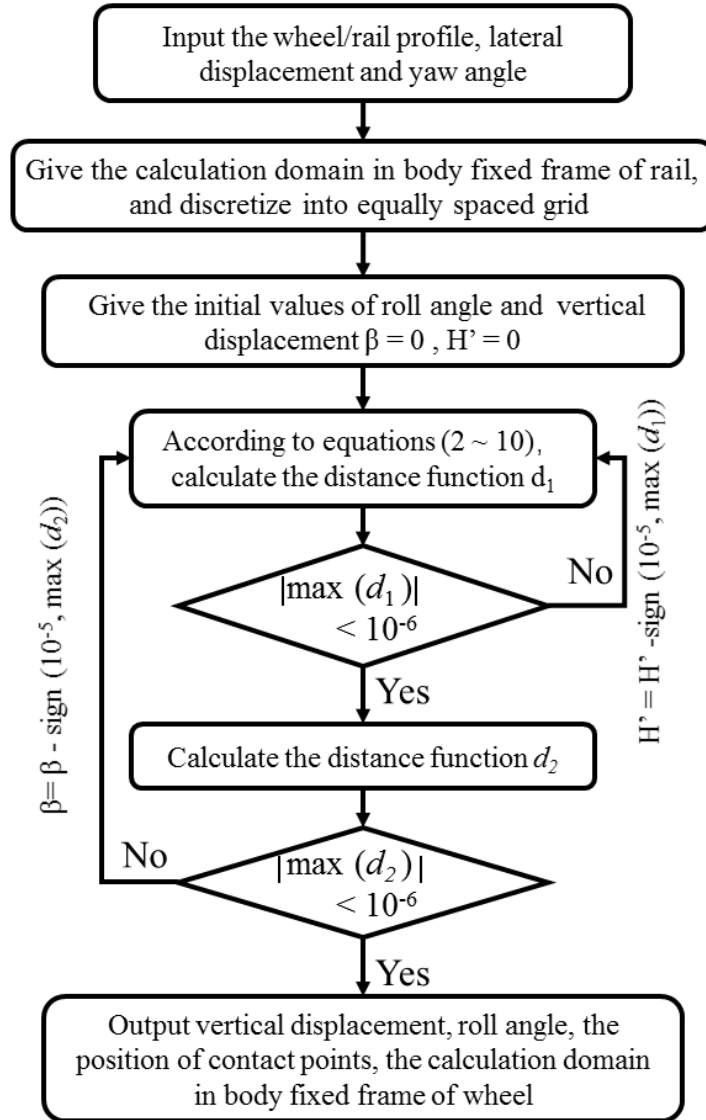 Input the wheel/rail profile, lateral
displacement and yaw angle
Give the calculation domain in body fixed frame of rail,
and discretize into equally spaced grid
Give the initial values of roll angle and vertical
displacement β = 0 , H’ = 0
According to equations (2 ~ 10),
calculate the distance function d₁
|max (d₁)|
< 10⁻⁶
No
H’ = H’ -sign (10⁻⁵, max (d₁))
Yes
Calculate the distance function d₂
|max (d₂)|
< 10⁻⁶
No
β= β - sign (10⁻⁵, max (d₂))
Yes
Output vertical displacement, roll angle, the
position of contact points, the calculation domain
in body fixed frame of wheel